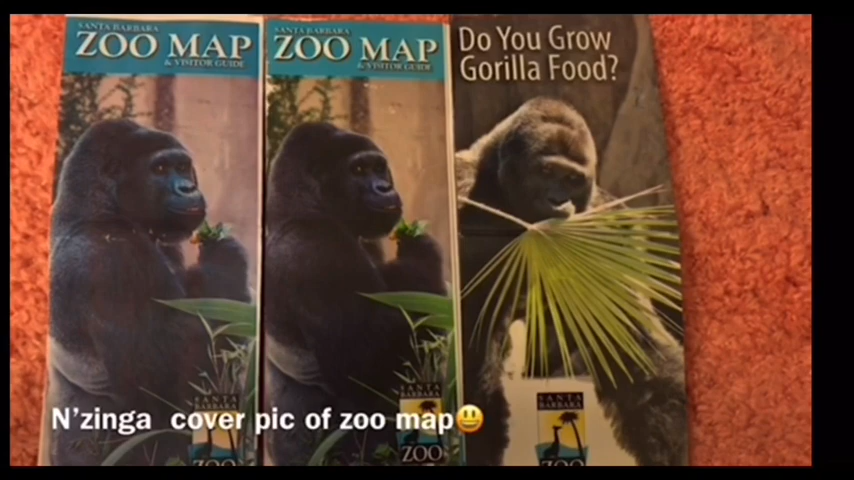 SANTA BARBARA
ZOO MAP
& VISITOR GUIDE
SANTA BARBARA
ZOO MAP
& VISITOR GUIDE
Do You Grow
Gorilla Food?
SANTA
BARBARA
ZOO
SANTA
BARBARA
ZOO
SANTA
BARBARA
ZOO
N'zinga cover pic of zoo map😃